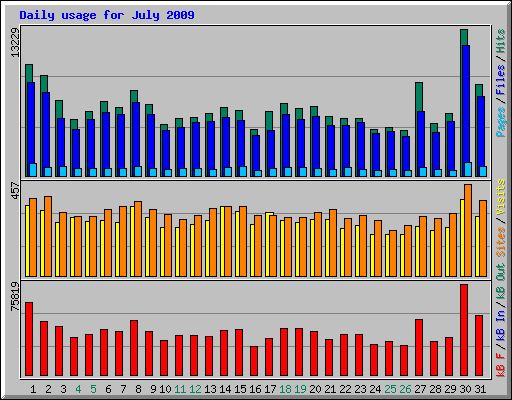 Daily usage for July 2009
13229
Pages / Files / Hits
457
Sites / Visits
75819
kB F / kB In / kB Out
1 2 3 4 5 6 7 8 9 10 11 12 13 14 15 16 17 18 19 20 21 22 23 24 25 26 27 28 29 30 31